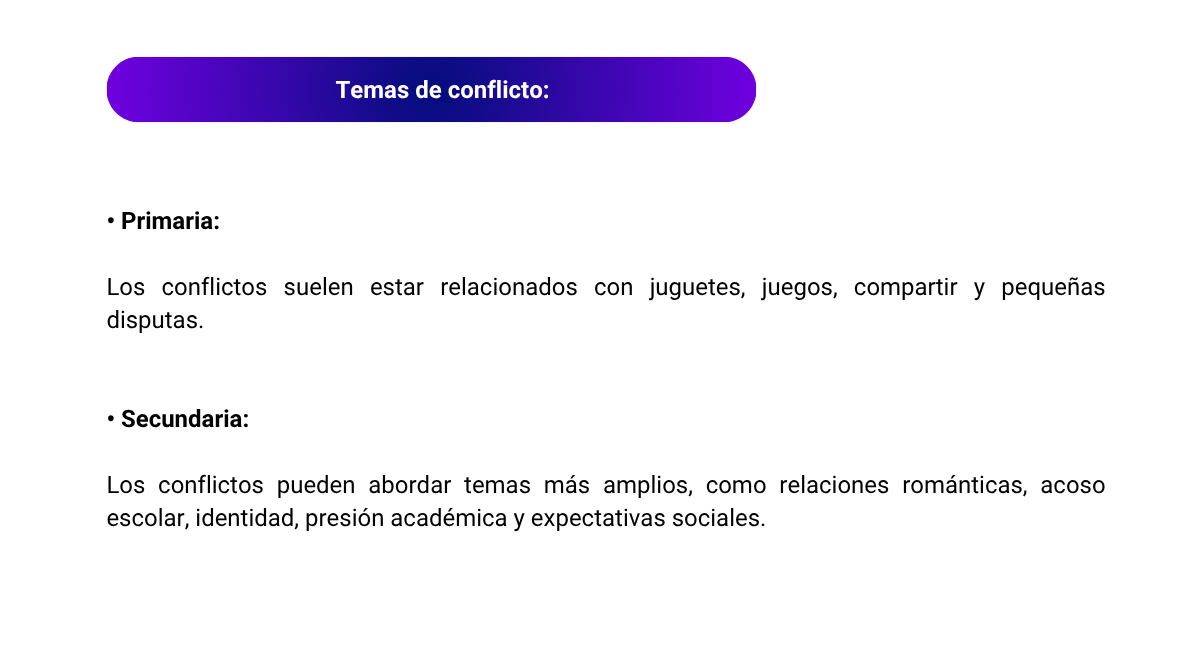 Temas de conflicto:
• Primaria:
Los conflictos suelen estar relacionados con juguetes, juegos, compartir y pequeñas
disputas.
• Secundaria:
Los conflictos pueden abordar temas más amplios, como relaciones románticas, acoso
escolar, identidad, presión académica y expectativas sociales.